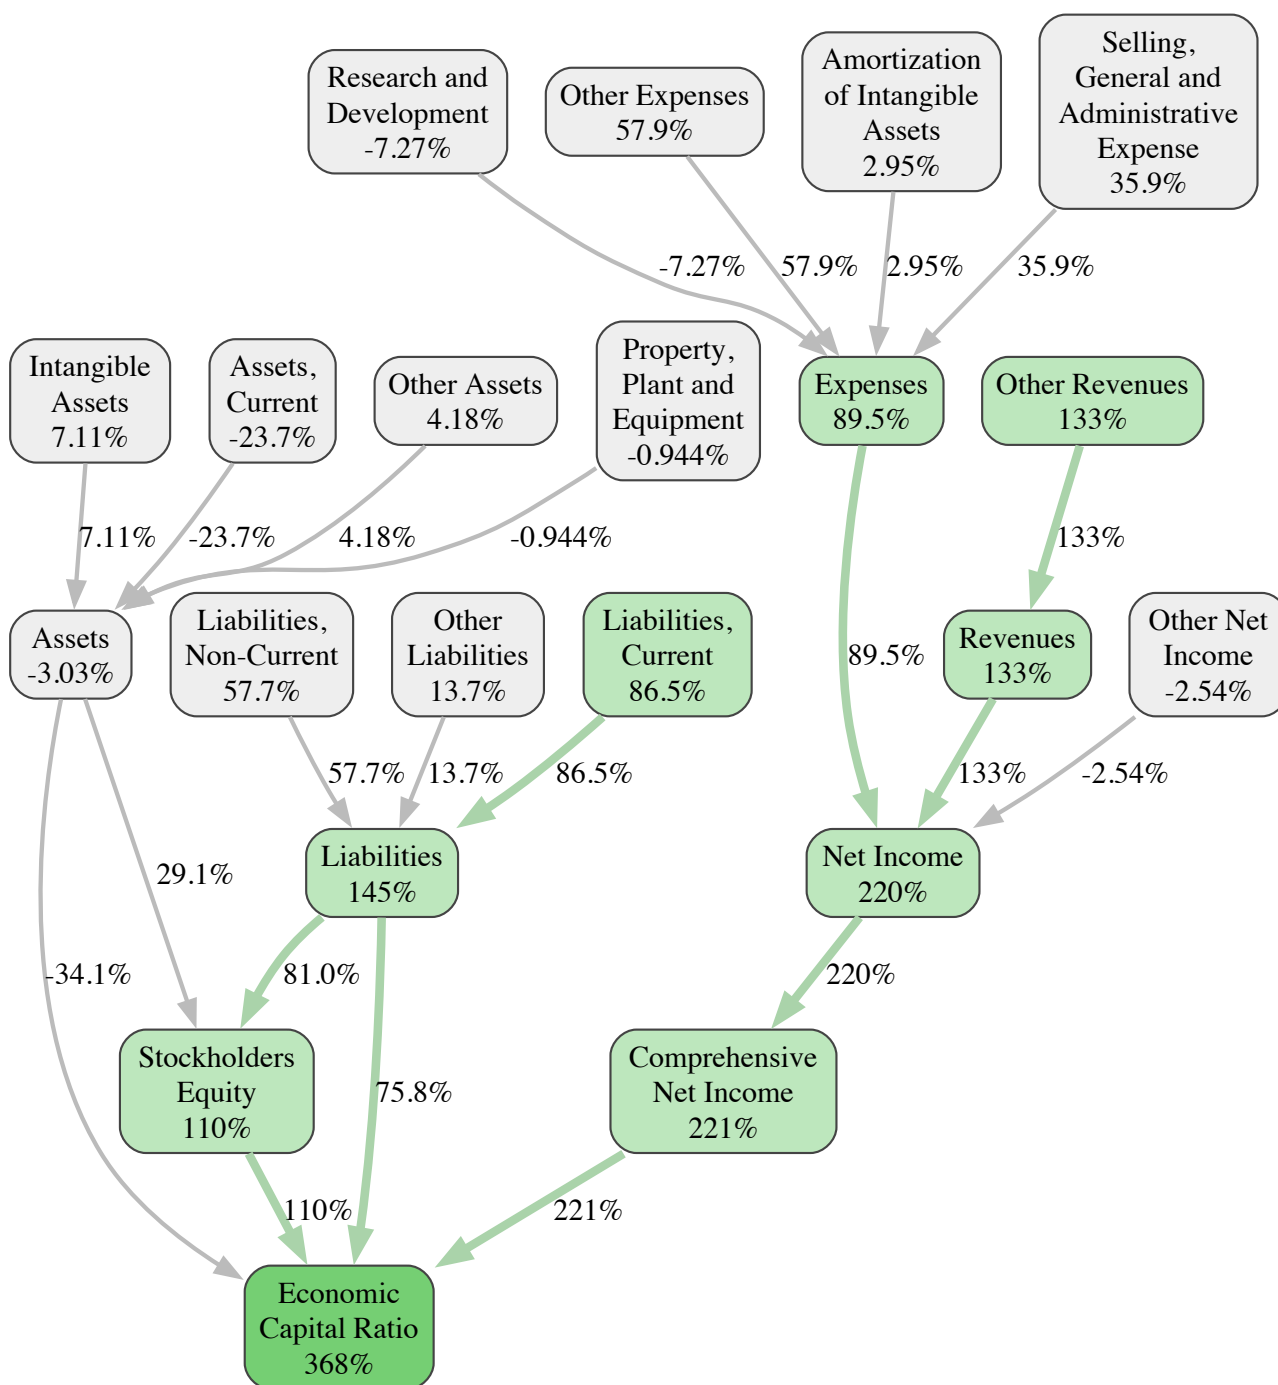 Research and
Development
-7.27%
Other Expenses
57.9%
Amortization
of Intangible
Assets
2.95%
Selling,
General and
Administrative
Expense
35.9%
-7.27%
57.9%
2.95%
35.9%
Intangible
Assets
7.11%
Assets,
Current
-23.7%
Other Assets
4.18%
Property,
Plant and
Equipment
-0.944%
Expenses
89.5%
Other Revenues
133%
7.11%
-23.7%
4.18%
-0.944%
133%
Assets
-3.03%
Liabilities,
Non-Current
57.7%
Other
Liabilities
13.7%
Liabilities,
Current
86.5%
89.5%
Revenues
133%
Other Net
Income
-2.54%
57.7%
13.7%
86.5%
133%
-2.54%
29.1%
Liabilities
145%
Net Income
220%
-34.1%
81.0%
220%
Stockholders
Equity
110%
75.8%
Comprehensive
Net Income
221%
110%
221%
Economic
Capital Ratio
368%